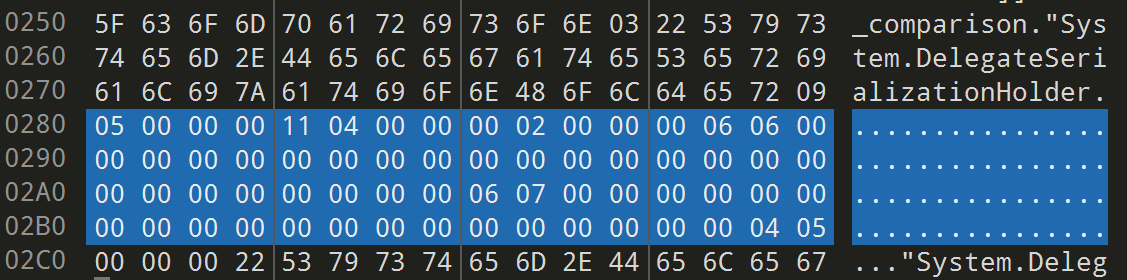 0250 5F 63 6F 6D 70 61 72 69 73 6F 6E 03 22 53 79 73 _comparison."Sys
0260 74 65 6D 2E 44 65 6C 65 67 61 74 65 53 65 72 69 tem.DelegateSeri
0270 61 6C 69 7A 61 74 69 6F 6E 48 6F 6C 64 65 72 09 alizationHolder.
0280 05 00 00 00 11 04 00 00 00 02 00 00 00 06 06 00 ................
0290 00 00 00 00 00 00 00 00 00 00 00 00 00 00 00 00 ................
02A0 00 00 00 00 00 00 00 00 06 07 00 00 00 00 00 00 ................
02B0 00 00 00 00 00 00 00 00 00 00 00 00 00 00 04 05 ................
02C0 00 00 00 22 53 79 73 74 65 6D 2E 44 65 6C 65 67 ..."System.Deleg